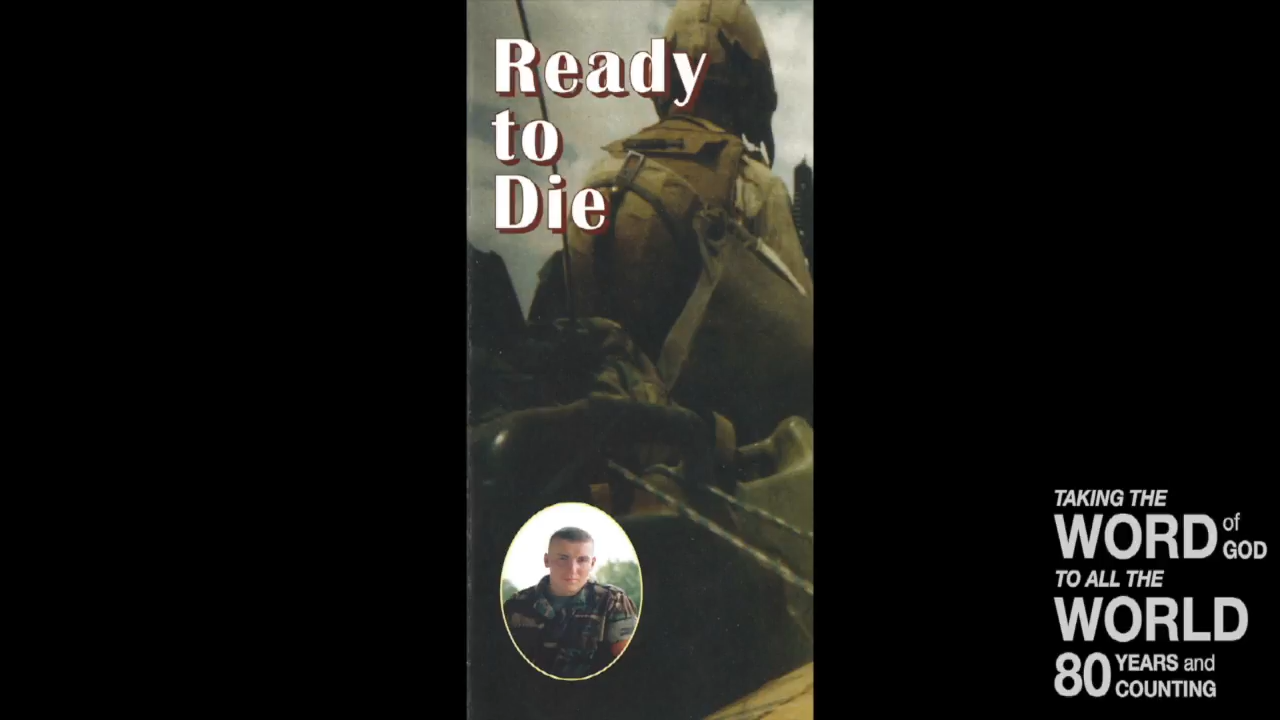 Ready
to
Die
TAKING THE
WORD of GOD
TO ALL THE
WORLD
80 YEARS and
COUNTING